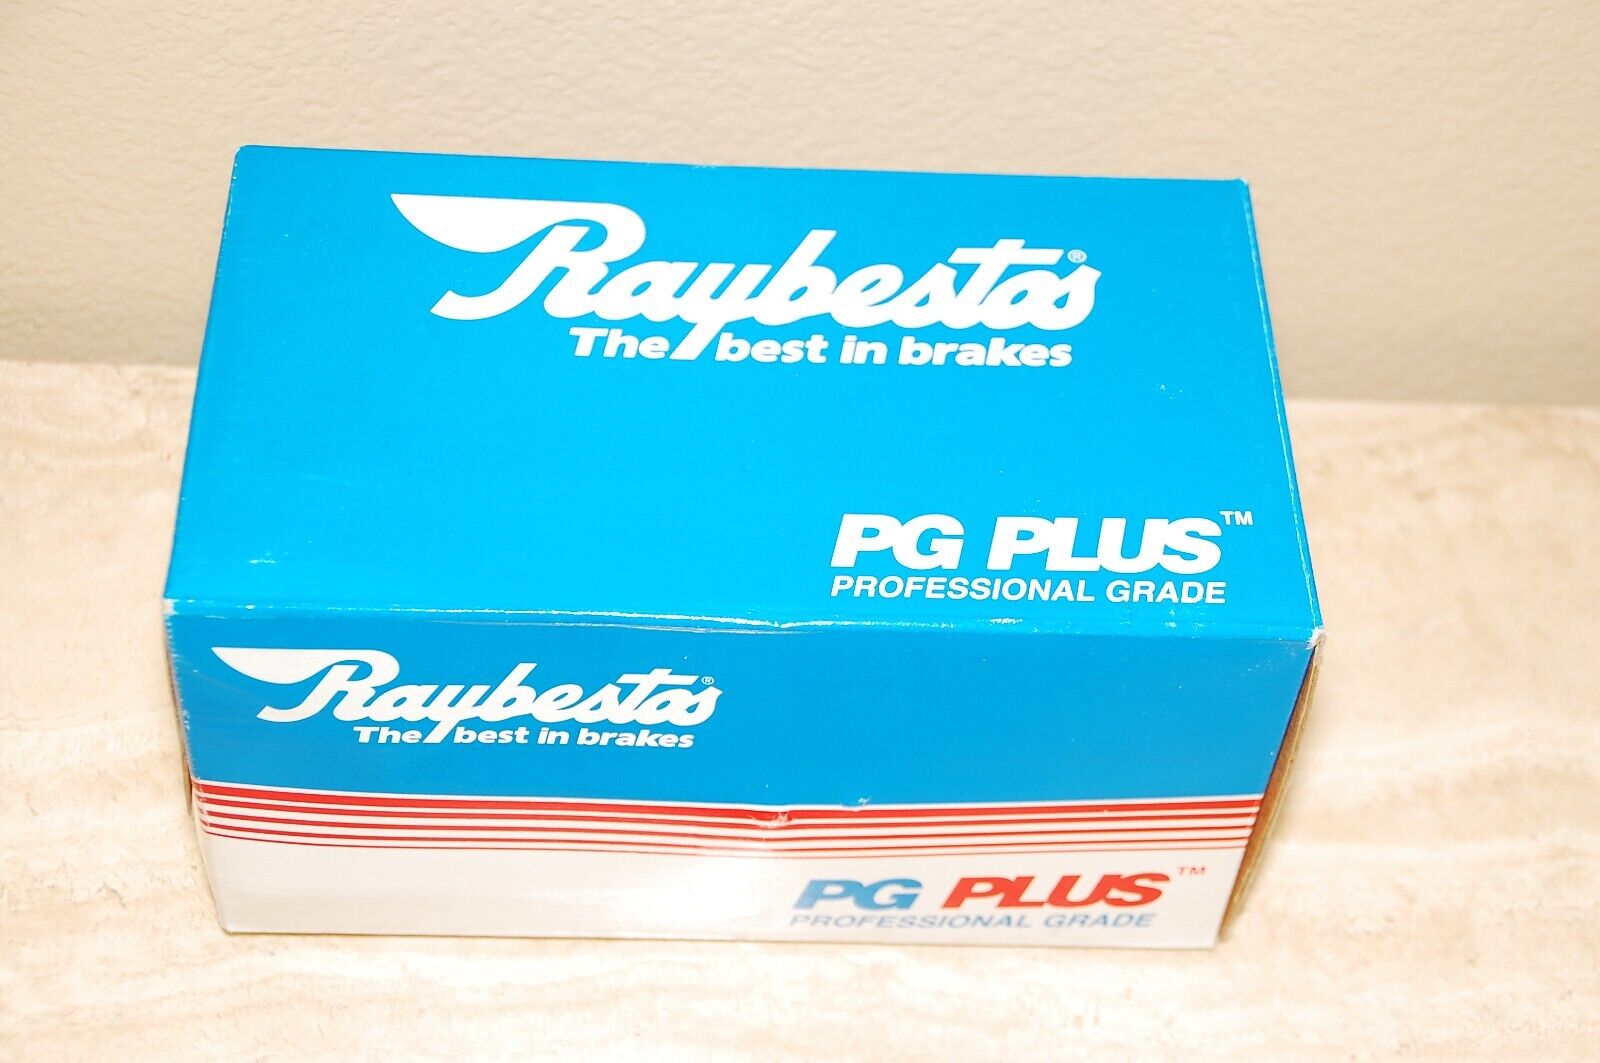 Raybestos®
The best in brakes
PG PLUS™
PROFESSIONAL GRADE
Raybestos®
The best in brakes
PG PLUS™
PROFESSIONAL GRADE